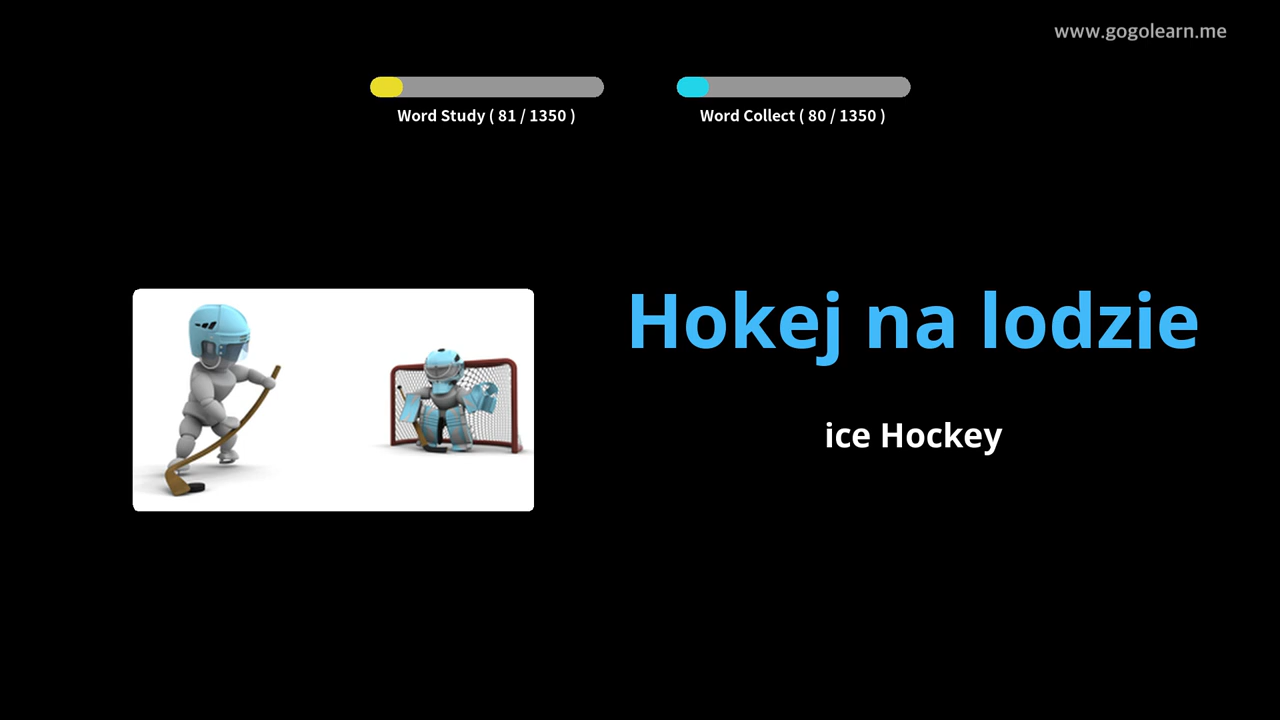 www.gogolearn.me
Word Study ( 81 / 1350 )
Word Collect ( 80 / 1350 )
Hokej na lodzie
ice Hockey